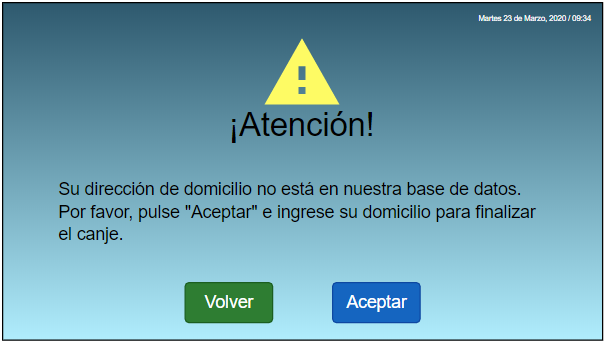 Martes 23 de Marzo, 2020 / 09:34
¡Atención!
Su dirección de domicilio no está en nuestra base de datos.
Por favor, pulse "Aceptar" e ingrese su domicilio para finalizar
el canje.
Volver
Aceptar